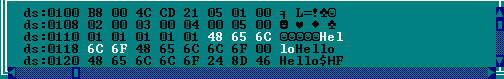 ds:0100 B8 00 4C CD 21 05 01 00 ╕ L═!♣☺
ds:0108 02 00 03 00 04 00 05 00 ☻ ♥ ♦ ♣
ds:0110 01 01 01 01 01 48 65 6C ☺☺☺☺☺Hel
ds:0118 6C 6F 48 65 6C 6C 6F 00 loHello
ds:0120 48 65 6C 6C 6F 24 8D 46 Hello$НF